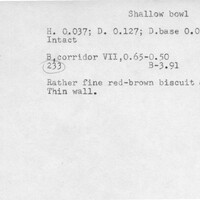 Shallow bowl
H. 0.037; D. 0.127; D.base 0.0
Intact
B,corridor VII,0.65-0.50
233 B-3.91
Rather fine red-brown biscuit
Thin wall.